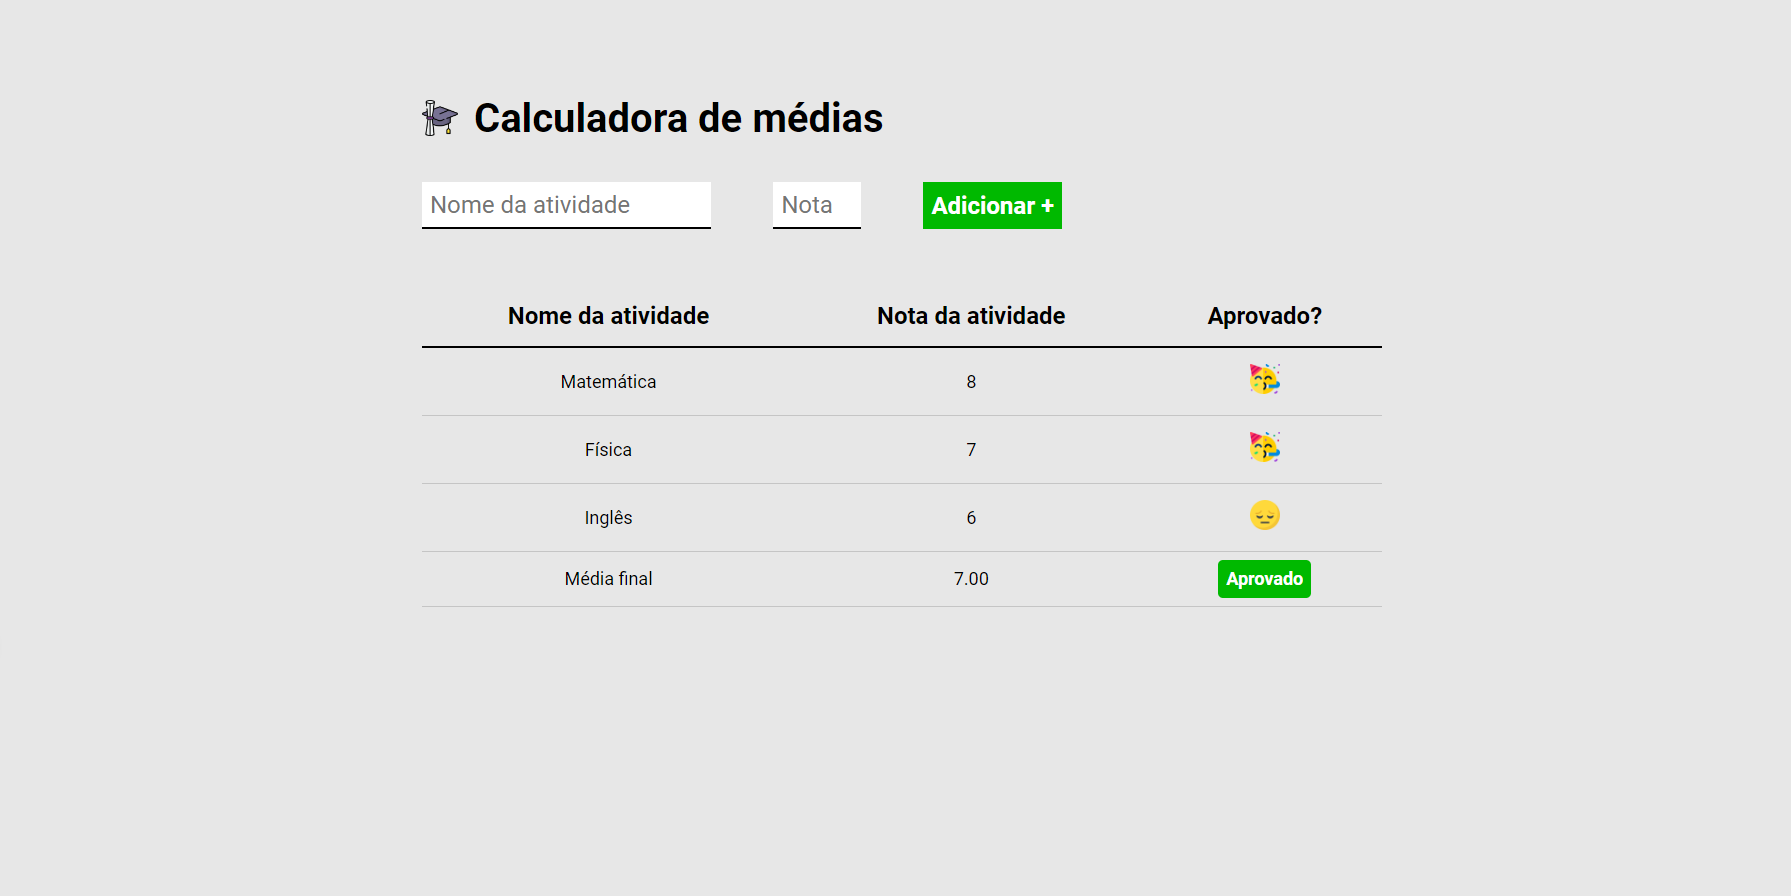 Calculadora de médias
Nome da atividade Nota Adicionar +
Nome da atividade Nota da atividade Aprovado?
Matemática 8
Física 7
Inglês 6
Média final 7.00 Aprovado